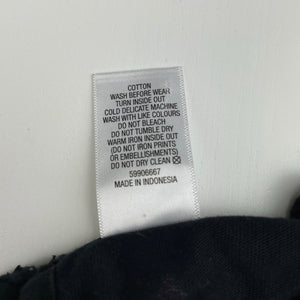 COTTON
WASH BEFORE WEAR
TURN INSIDE OUT
COLD DELICATE MACHINE
WASH WITH LIKE COLOURS
DO NOT BLEACH
DO NOT TUMBLE DRY
WARM IRON INSIDE OUT
(DO NOT IRON PRINTS
OR EMBELLISHMENTS)
DO NOT DRY CLEAN
59906667
MADE IN INDONESIA